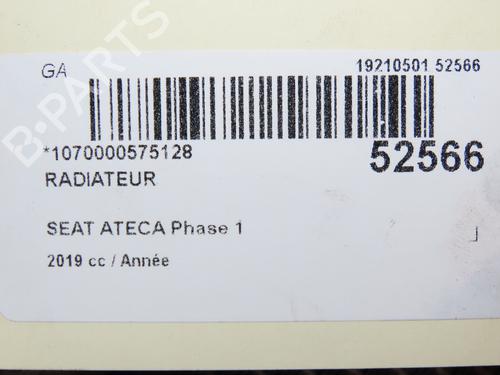 GA
19210501 52566
*1070000575128
52566
RADIATEUR
SEAT ATECA Phase 1
2019 cc / Année
B-PARTS